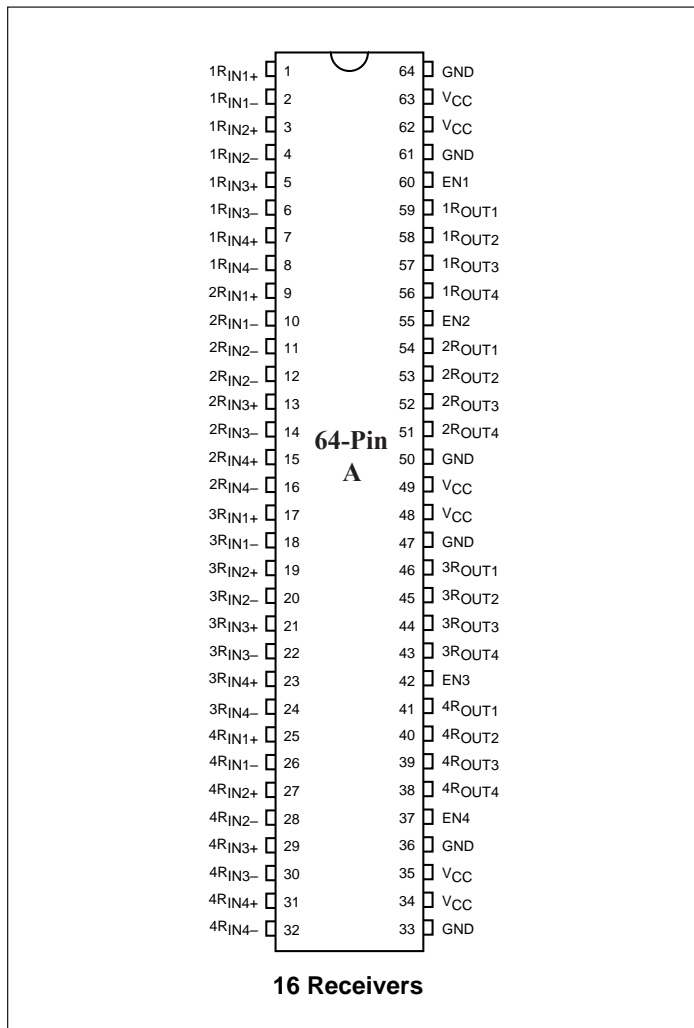 1RIN1+ 1 64 GND
1RIN1– 2 63 VCC
1RIN2+ 3 62 VCC
1RIN2– 4 61 GND
1RIN3+ 5 60 EN1
1RIN3– 6 59 1ROUT1
1RIN4+ 7 58 1ROUT2
1RIN4– 8 57 1ROUT3
2RIN1+ 9 56 1ROUT4
2RIN1– 10 55 EN2
2RIN2– 11 54 2ROUT1
2RIN2– 12 53 2ROUT2
2RIN3+ 13 52 2ROUT3
2RIN3– 14 51 2ROUT4
64-Pin
2RIN4+ 15 50 GND
A
2RIN4– 16 49 VCC
3RIN1+ 17 48 VCC
3RIN1– 18 47 GND
3RIN2+ 19 46 3ROUT1
3RIN2– 20 45 3ROUT2
3RIN3+ 21 44 3ROUT3
3RIN3– 22 43 3ROUT4
3RIN4+ 23 42 EN3
3RIN4– 24 41 4ROUT1
4RIN1+ 25 40 4ROUT2
4RIN1– 26 39 4ROUT3
4RIN2+ 27 38 4ROUT4
4RIN2– 28 37 EN4
4RIN3+ 29 36 GND
4RIN3– 30 35 VCC
4RIN4+ 31 34 VCC
4RIN4– 32 33 GND
16 Receivers